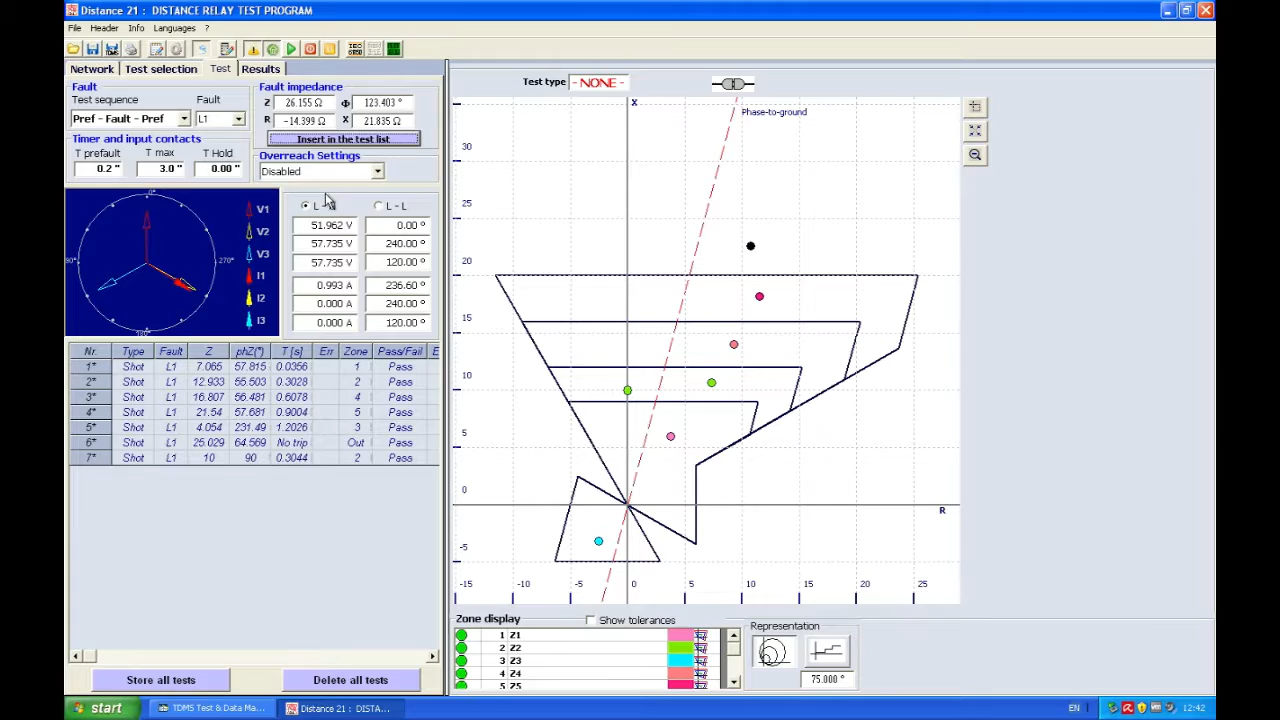 Distance 21 : DISTANCE RELAY TEST PROGRAM
File Header Info Languages ?
Network Test selection Test Results
Fault
Test sequence Fault
Pref - Fault - Pref L1
Timer and input contacts
T prefault T max T Hold
0.2 " 3.0 " 0.00 "
Fault impedance
Z 26.155 Ω Φ 123.403 °
R -14.399 Ω X 21.835 Ω
Insert in the test list
Overreach Settings
Disabled
0°
90°
270°
180°
V1
V2
V3
I1
I2
I3
L - L
51.962 V 0.00 °
57.735 V 240.00 °
57.735 V 120.00 °
0.993 A 236.60 °
0.000 A 240.00 °
0.000 A 120.00 °
Nr. Type Fault Z phZ(°) T [s] Err Zone Pass/Fail E
1* Shot L1 7.065 57.815 0.0356 1 Pass
2* Shot L1 12.933 55.503 0.3028 2 Pass
3* Shot L1 16.807 56.481 0.6078 4 Pass
4* Shot L1 21.54 57.681 0.9004 5 Pass
5* Shot L1 4.054 231.49 1.2026 3 Pass
6* Shot L1 25.029 64.569 No trip Out Pass
7* Shot L1 10 90 0.3044 2 Pass
Store all tests Delete all tests
Test type - NONE -
X
Phase-to-ground
30
25
20
15
10
5
0
-5
R
-15 -10 -5 0 5 10 15 20 25
Zone display Show tolerances
1 Z1
2 Z2
3 Z3
4 Z4
5 Z5
Representation
75.000 °
start TDMS Test & Data Ma... Distance 21 : DISTA... EN 12:42